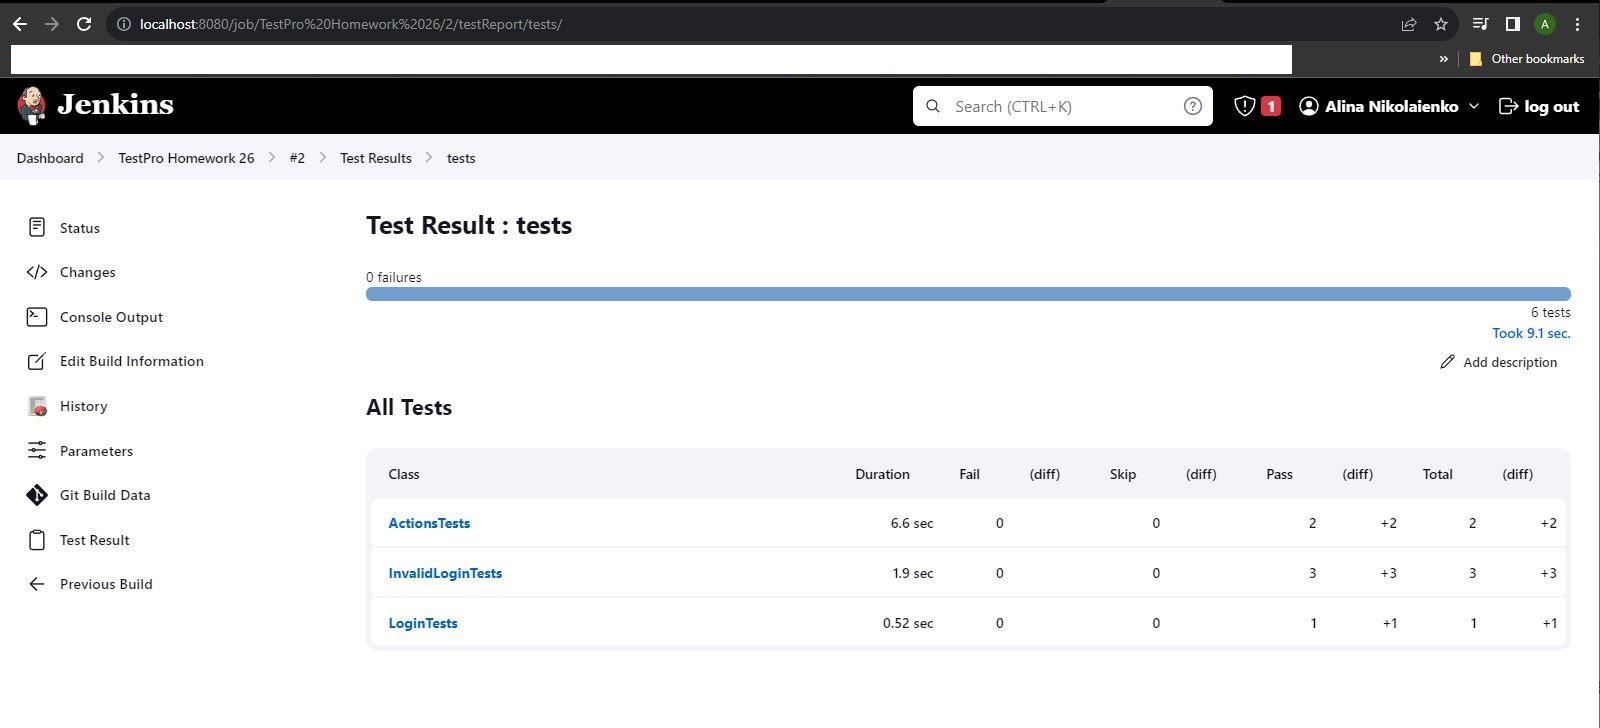 localhost:8080/job/TestPro%20Homework%2026/2/testReport/tests/
A
» Other bookmarks
Jenkins Search (CTRL+K) ? 1 Alina Nikolaienko log out
Dashboard TestPro Homework 26 #2 Test Results tests
Status
Changes
Console Output
Edit Build Information
History
Parameters
Git Build Data
Test Result
Previous Build
Test Result : tests
0 failures
6 tests
Took 9.1 sec.
Add description
All Tests
Class Duration Fail (diff) Skip (diff) Pass (diff) Total (diff)
ActionsTests 6.6 sec 0 0 2 +2 2 +2
InvalidLoginTests 1.9 sec 0 0 3 +3 3 +3
LoginTests 0.52 sec 0 0 1 +1 1 +1